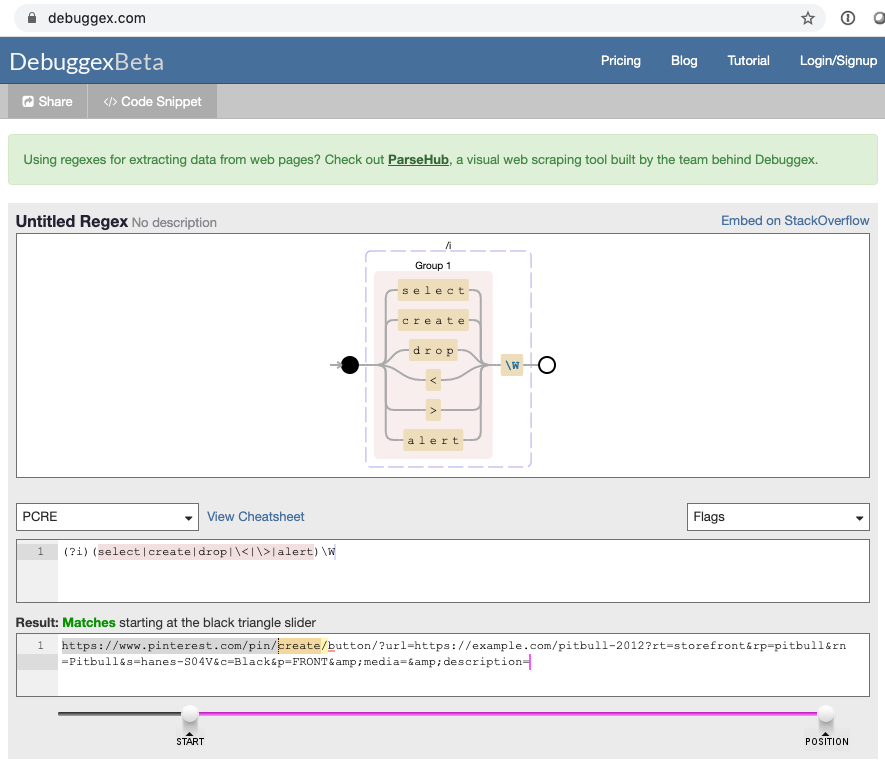 debuggex.com
DebuggexBeta
Pricing Blog Tutorial Login/Signup
Share </> Code Snippet
Using regexes for extracting data from web pages? Check out ParseHub, a visual web scraping tool built by the team behind Debuggex.
Untitled Regex No description
Embed on StackOverflow
/i
Group 1
select
create
drop
\W
<
>
alert
PCRE
View Cheatsheet
Flags
1 (?i)(select|create|drop|\<|\>|alert)\W
Result: Matches starting at the black triangle slider
1 https://www.pinterest.com/pin/create/button/?url=https://example.com/pitbull-2012?rt=storefront&rp=pitbull&rn
=Pitbull&s=hanes-S04V&c=Black&p=FRONT&amp;media=&amp;description=
START
POSITION